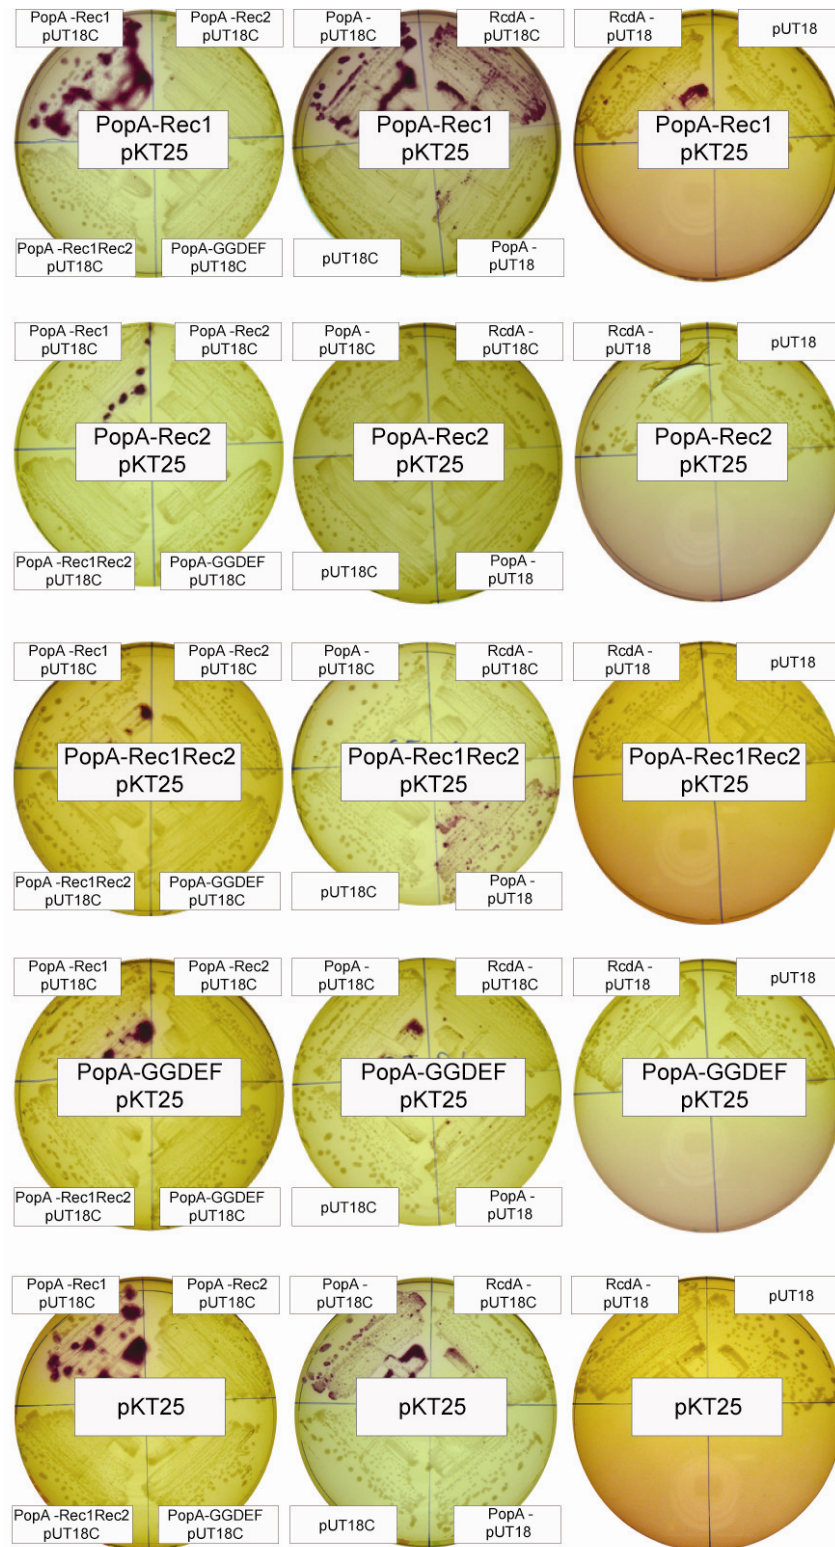 PopA -Rec1
pUT18C
PopA -Rec2
pUT18C
PopA-Rec1
pKT25
PopA -Rec1Rec2
pUT18C
PopA-GGDEF
pUT18C
PopA -
pUT18C
RcdA -
pUT18C
PopA-Rec1
pKT25
pUT18C
PopA -
pUT18
RcdA -
pUT18
pUT18
PopA-Rec1
pKT25
PopA -Rec1
pUT18C
PopA -Rec2
pUT18C
PopA-Rec2
pKT25
PopA -Rec1Rec2
pUT18C
PopA-GGDEF
pUT18C
PopA -
pUT18C
RcdA -
pUT18C
PopA-Rec2
pKT25
pUT18C
PopA -
pUT18
RcdA -
pUT18
pUT18
PopA-Rec2
pKT25
PopA -Rec1
pUT18C
PopA -Rec2
pUT18C
PopA-Rec1Rec2
pKT25
PopA -Rec1Rec2
pUT18C
PopA-GGDEF
pUT18C
PopA -
pUT18C
RcdA -
pUT18C
PopA-Rec1Rec2
pKT25
pUT18C
PopA -
pUT18
RcdA -
pUT18
pUT18
PopA-Rec1Rec2
pKT25
PopA -Rec1
pUT18C
PopA -Rec2
pUT18C
PopA-GGDEF
pKT25
PopA -Rec1Rec2
pUT18C
PopA-GGDEF
pUT18C
PopA -
pUT18C
RcdA -
pUT18C
PopA-GGDEF
pKT25
pUT18C
PopA -
pUT18
RcdA -
pUT18
pUT18
PopA-GGDEF
pKT25
PopA -Rec1
pUT18C
PopA -Rec2
pUT18C
pKT25
PopA -Rec1Rec2
pUT18C
PopA-GGDEF
pUT18C
PopA -
pUT18C
RcdA -
pUT18C
pKT25
pUT18C
PopA -
pUT18
RcdA -
pUT18
pUT18
pKT25